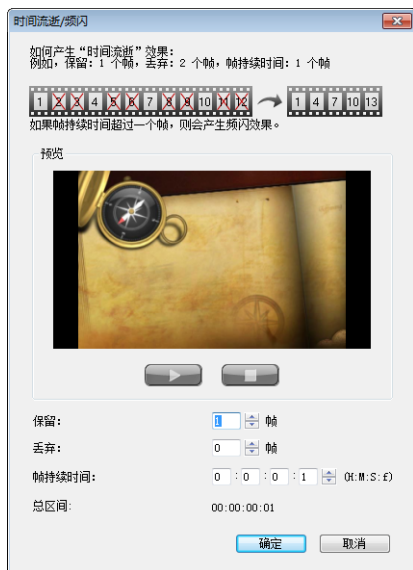 时间流逝/频闪
如何产生“时间流逝”效果:
例如, 保留: 1 个帧, 丢弃: 2 个帧, 帧持续时间: 1 个帧
1 2 3 4 5 6 7 8 9 10 11 12 1 4 7 10 13
如果帧持续时间超过一个帧, 则会产生频闪效果。
预览
保留: 1 帧
丢弃: 0 帧
帧持续时间: 0 : 0 : 0 : 1 (H:M:S:f)
总区间: 00:00:00:01
确定 取消